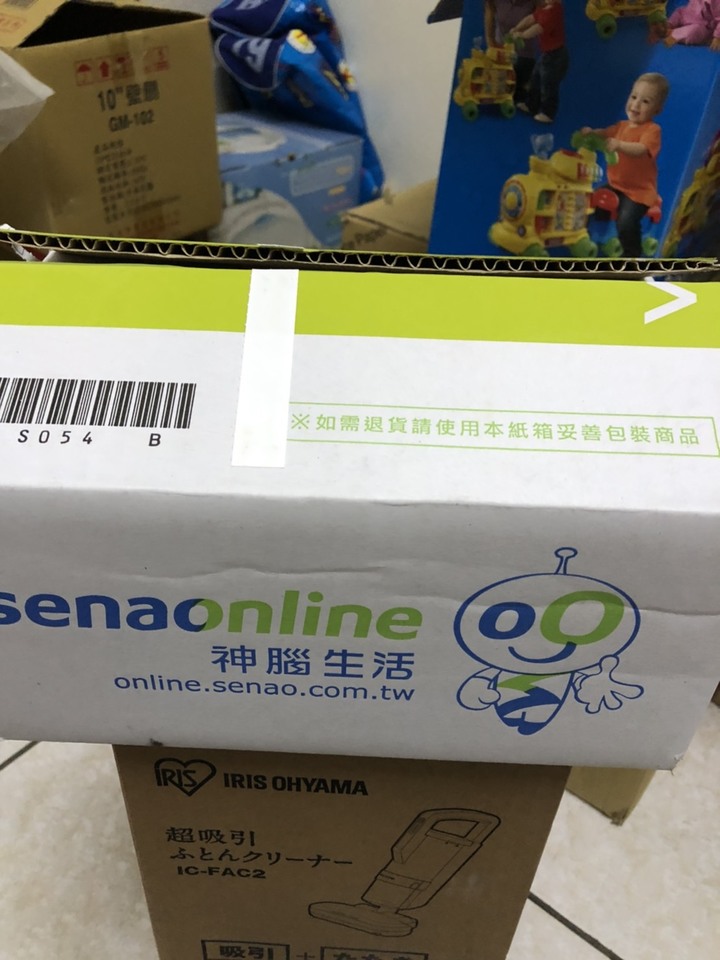 10"壁扇
GM-102
S054 B
※如需退貨請使用本紙箱妥善包裝商品
senaonline
神腦生活
online.senao.com.tw
IRIS IRIS OHYAMA
超吸引
ふとんクリーナー
IC-FAC2
吸引+